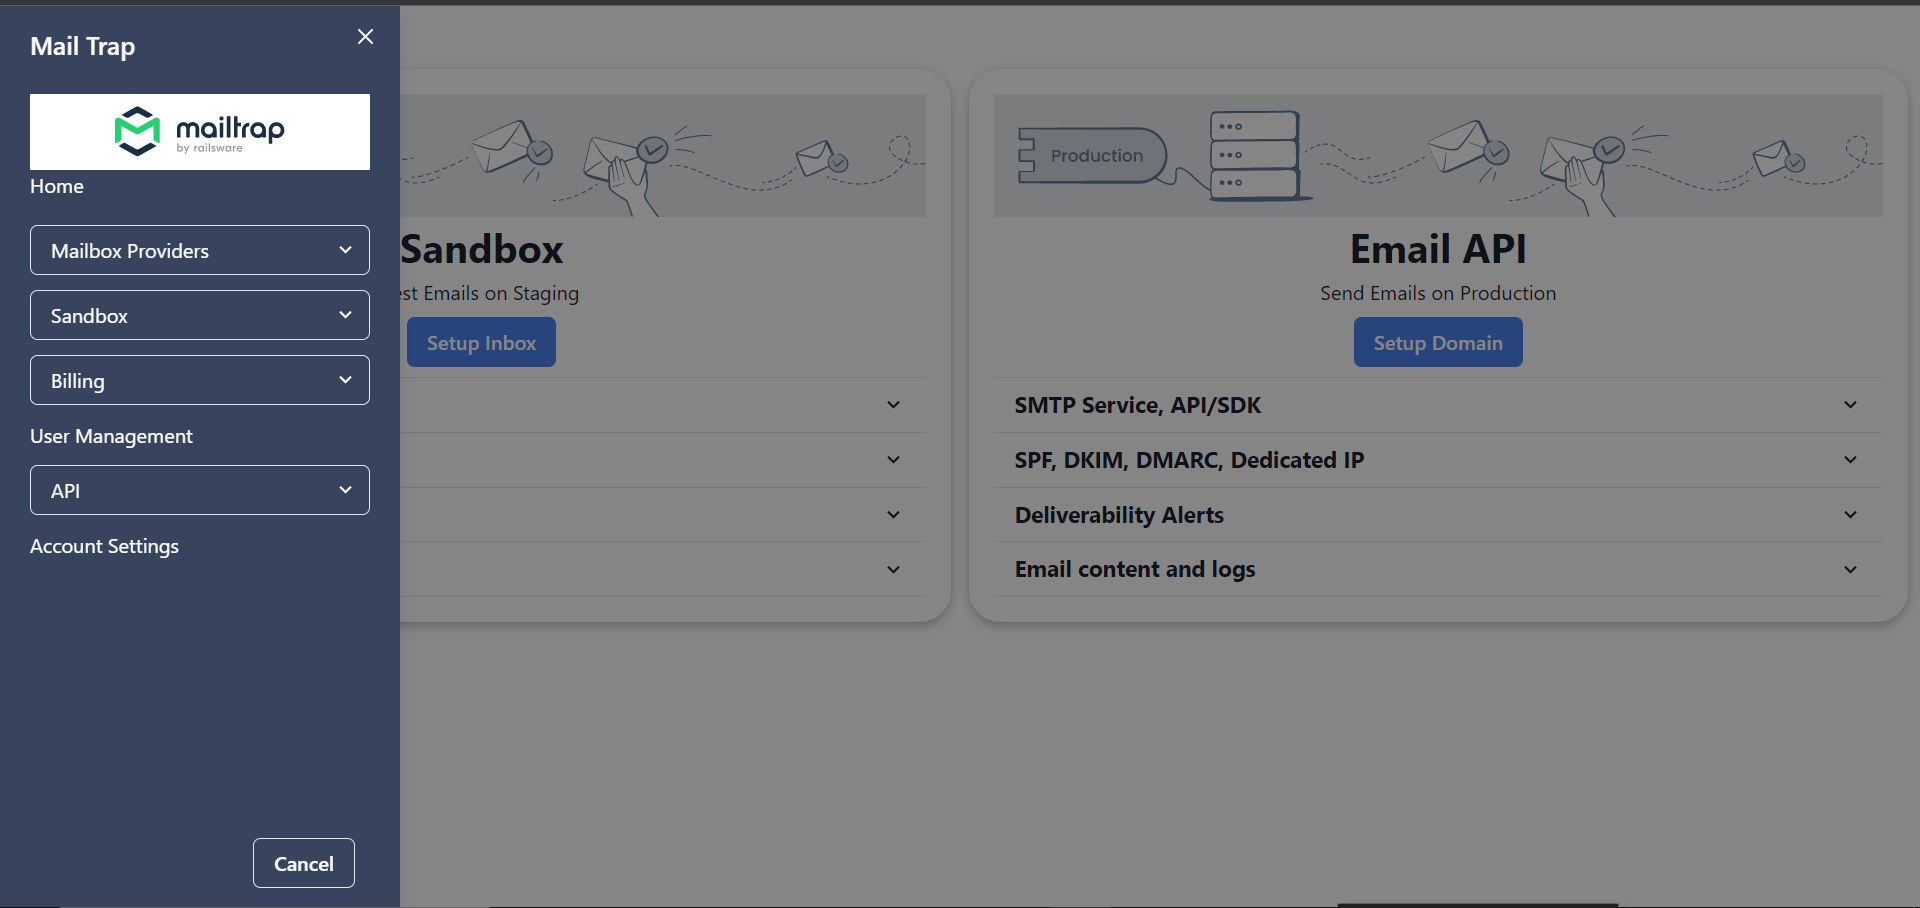 Mail Trap
mailtrap
by railsware
Home
Mailbox Providers
Sandbox
Billing
User Management
API
Account Settings
Cancel
Sandbox
Emails on Staging
Setup Inbox
Production
Email API
Send Emails on Production
Setup Domain
SMTP Service, API/SDK
SPF, DKIM, DMARC, Dedicated IP
Deliverability Alerts
Email content and logs